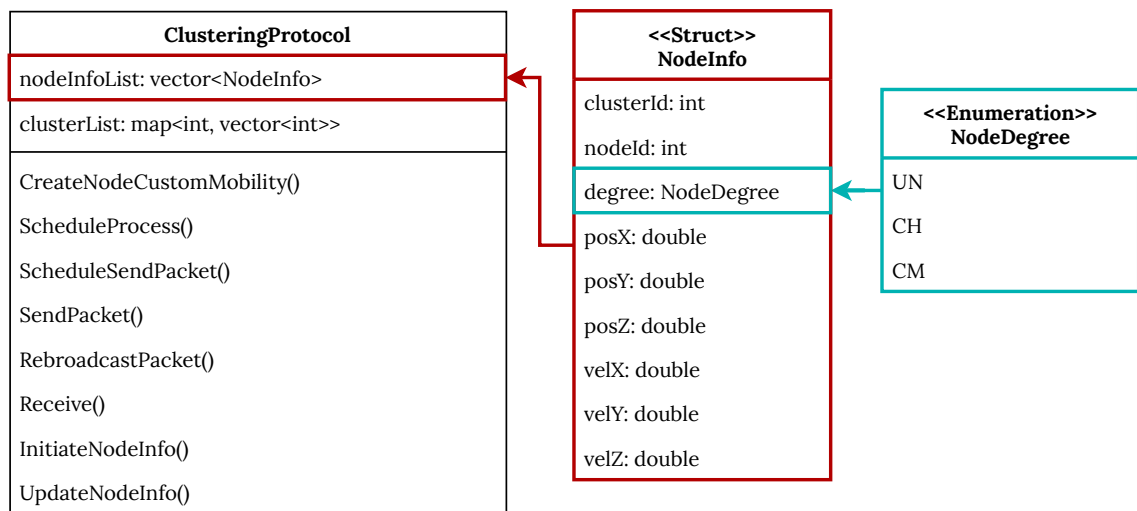 ClusteringProtocol
nodeInfoList: vector<NodeInfo>
clusterList: map<int, vector<int>>
CreateNodeCustomMobility()
ScheduleProcess()
ScheduleSendPacket()
SendPacket()
RebroadcastPacket()
Receive()
InitiateNodeInfo()
UpdateNodeInfo()
<<Struct>>
NodeInfo
clusterId: int
nodeId: int
degree: NodeDegree
posX: double
posY: double
posZ: double
velX: double
velY: double
velZ: double
<<Enumeration>>
NodeDegree
UN
CH
CM